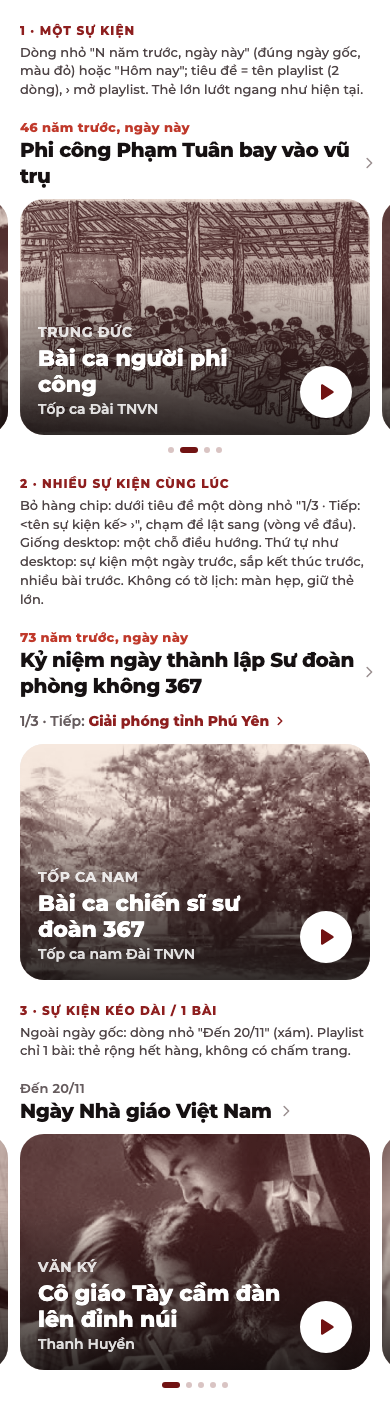 1 · MỘT SỰ KIỆN
Dòng nhỏ "N năm trước, ngày này" (đúng ngày gốc,
màu đỏ) hoặc "Hôm nay"; tiêu đề = tên playlist (2
dòng), › mở playlist. Thẻ lớn lướt ngang như hiện tại.
46 năm trước, ngày này
Phi công Phạm Tuân bay vào vũ
trụ
TRUNG ĐỨC
Bài ca người phi
công
Tốp ca Đài TNVN
2 · NHIỀU SỰ KIỆN CÙNG LÚC
Bỏ hàng chip: dưới tiêu đề một dòng nhỏ "1/3 · Tiếp:
<tên sự kiện kế> ›", chạm để lật sang (vòng về đầu).
Giống desktop: một chỗ điều hướng. Thứ tự như
desktop: sự kiện một ngày trước, sắp kết thúc trước,
nhiều bài trước. Không có tờ lịch: màn hẹp, giữ thẻ
lớn.
73 năm trước, ngày này
Kỷ niệm ngày thành lập Sư đoàn
phòng không 367
1/3 · Tiếp: Giải phóng tỉnh Phú Yên ›
TỐP CA NAM
Bài ca chiến sĩ sư
đoàn 367
Tốp ca nam Đài TNVN
3 · SỰ KIỆN KÉO DÀI / 1 BÀI
Ngoài ngày gốc: dòng nhỏ "Đến 20/11" (xám). Playlist
chỉ 1 bài: thẻ rộng hết hàng, không có chấm trang.
Đến 20/11
Ngày Nhà giáo Việt Nam
VĂN KÝ
Cô giáo Tày cầm đàn
lên đỉnh núi
Thanh Huyền